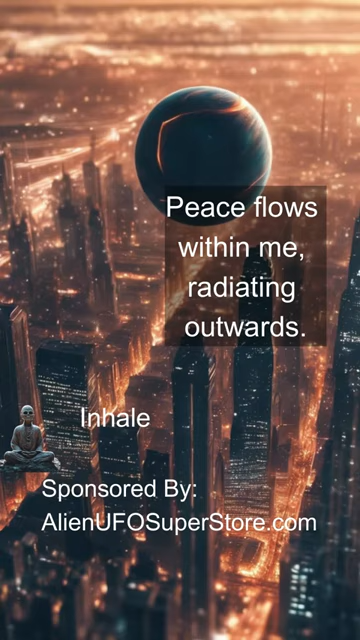 Peace flows
within me,
radiating
outwards.
Inhale
Sponsored By:
AlienUFOSuperStore.com